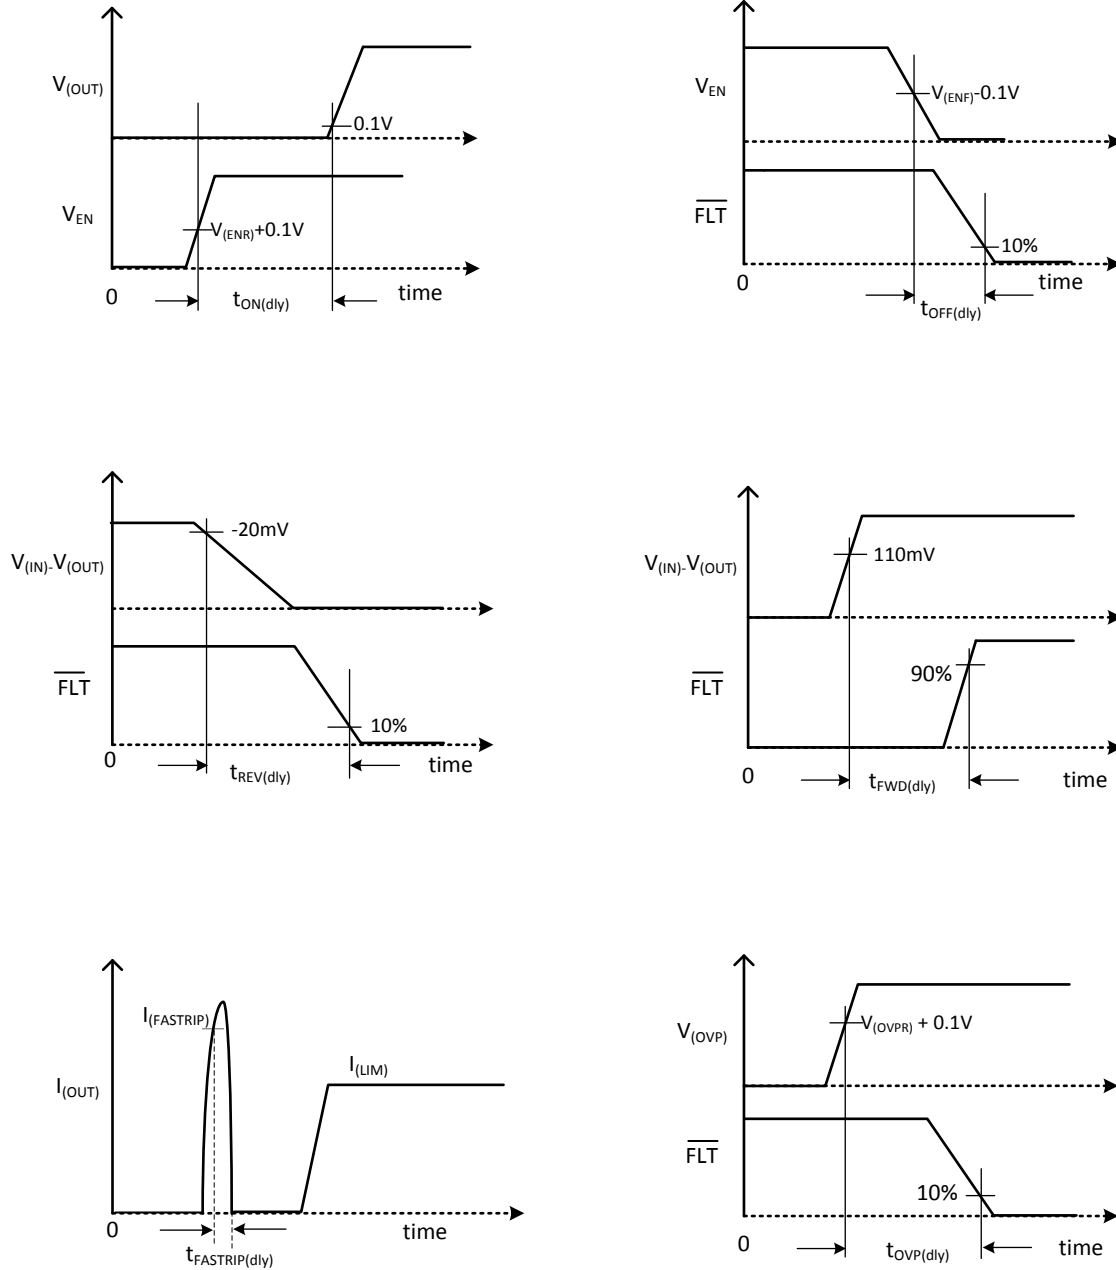 V(OUT)
0.1V
VEN
V(ENR)+0.1V
0
tON(dly)
time
VEN
V(ENF)-0.1V
FLT
10%
0
tOFF(dly)
time
V(IN)-V(OUT)
-20mV
FLT
10%
0
tREV(dly)
time
V(IN)-V(OUT)
110mV
FLT
90%
0
tFWD(dly)
time
I(FASTRIP)
I(OUT)
I(LIM)
0
tFASTRIP(dly)
time
V(OVP)
V(OVPR) + 0.1V
FLT
10%
0
tOVP(dly)
time